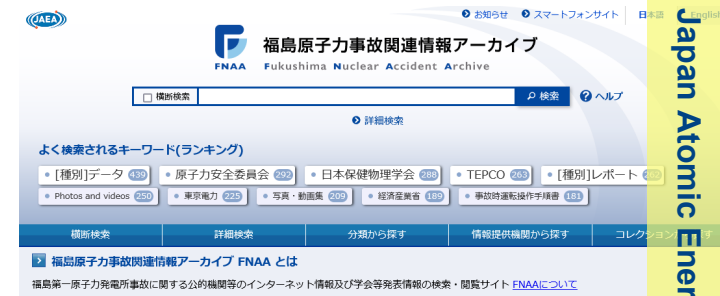 JAEA
お知らせ スマートフォンサイト 日本語 English
福島原子力事故関連情報アーカイブ
FNAA Fukushima Nuclear Accident Archive
横断検索 検索 ヘルプ
詳細検索
よく検索されるキーワード(ランキング)
[種別]データ 439 原子力安全委員会 292 日本保健物理学会 288 TEPCO 263 [種別]レポート
Photos and videos 250 東京電力 225 写真・動画集 209 経済産業省 189 事故時運転操作手順書 181
横断検索 詳細検索 分類から探す 情報提供機関から探す コレクションから探す
福島原子力事故関連情報アーカイブ FNAA とは
福島第一原子力発電所事故に関する公的機関等のインターネット情報及び学会等発表情報の検索・閲覧サイト FNAAについて
Japan Atomic Ener